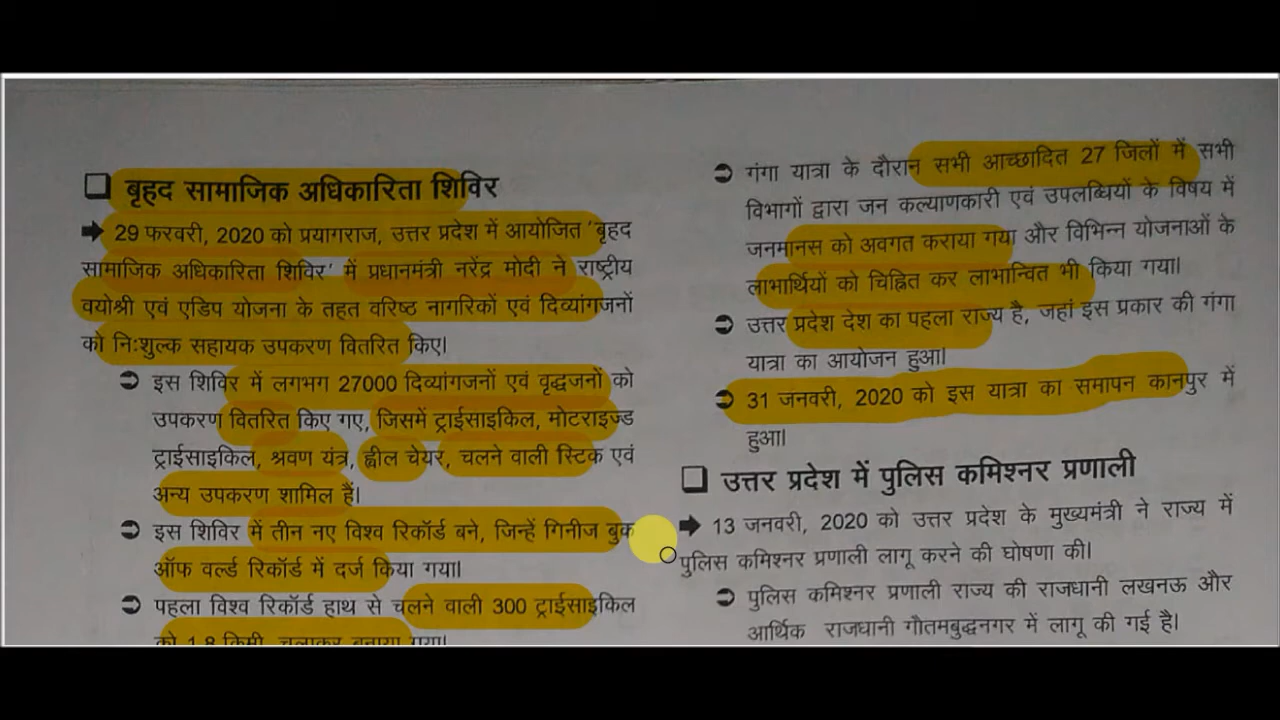 ❑ बृहद सामाजिक अधिकारिता शिविर
➡ 29 फरवरी, 2020 को प्रयागराज, उत्तर प्रदेश में आयोजित 'बृहद
सामाजिक अधिकारिता शिविर' में प्रधानमंत्री नरेंद्र मोदी ने राष्ट्रीय
वयोश्री एवं एडिप योजना के तहत वरिष्ठ नागरिकों एवं दिव्यांगजनों
को निःशुल्क सहायक उपकरण वितरित किए।
➲ इस शिविर में लगभग 27000 दिव्यांगजनों एवं वृद्धजनों को
उपकरण वितरित किए गए, जिसमें ट्राईसाइकिल, मोटराइज्ड
ट्राईसाइकिल, श्रवण यंत्र, ह्वील चेयर, चलने वाली स्टिक एवं
अन्य उपकरण शामिल हैं।
➲ इस शिविर में तीन नए विश्व रिकॉर्ड बने, जिन्हें गिनीज बुक
ऑफ वर्ल्ड रिकॉर्ड में दर्ज किया गया।
➲ पहला विश्व रिकॉर्ड हाथ से चलने वाली 300 ट्राईसाइकिल
को 1.8 किमी. चलाकर बनाया गया।
➲ गंगा यात्रा के दौरान सभी आच्छादित 27 जिलों में सभी
विभागों द्वारा जन कल्याणकारी एवं उपलब्धियों के विषय में
जनमानस को अवगत कराया गया और विभिन्न योजनाओं के
लाभार्थियों को चिह्नित कर लाभान्वित भी किया गया।
➲ उत्तर प्रदेश देश का पहला राज्य है, जहां इस प्रकार की गंगा
यात्रा का आयोजन हुआ।
➲ 31 जनवरी, 2020 को इस यात्रा का समापन कानपुर में
हुआ।
❑ उत्तर प्रदेश में पुलिस कमिश्नर प्रणाली
➡ 13 जनवरी, 2020 को उत्तर प्रदेश के मुख्यमंत्री ने राज्य में
पुलिस कमिश्नर प्रणाली लागू करने की घोषणा की।
➲ पुलिस कमिश्नर प्रणाली राज्य की राजधानी लखनऊ और
आर्थिक राजधानी गौतमबुद्धनगर में लागू की गई है।